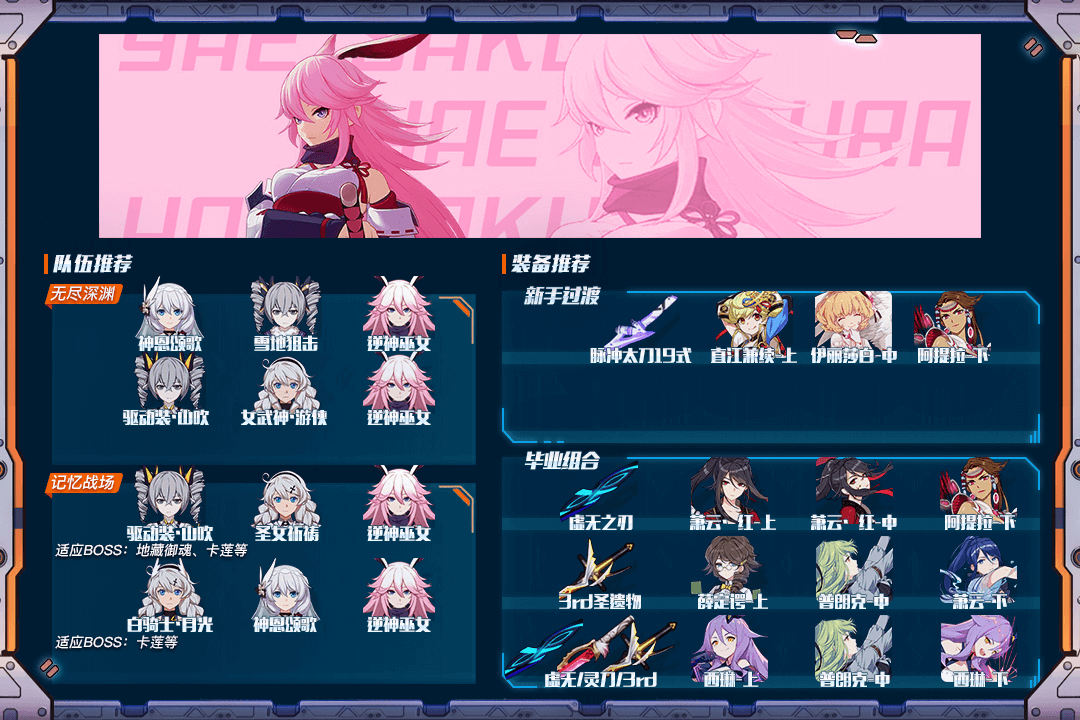 YAE SAKU
YAE
URA
队伍推荐
无尽深渊
神恩颂歌
雪地狙击
逆神巫女
驱动装·山吹
女武神·游侠
逆神巫女
记忆战场
驱动装·山吹
圣女祈祷
逆神巫女
适应BOSS：地藏御魂、卡莲等
白骑士·月光
神恩颂歌
逆神巫女
适应BOSS：卡莲等
装备推荐
新手过渡
脉冲太刀19式
直江兼续-上
伊丽莎白-中
阿提拉-下
毕业组合
虚无之刃
萧云·红-上
萧云·红-中
阿提拉-下
3rd圣遗物
薛定谔-上
普朗克-中
萧云-下
虚无/灵刀/3rd
西琳-上
普朗克-中
西琳-下